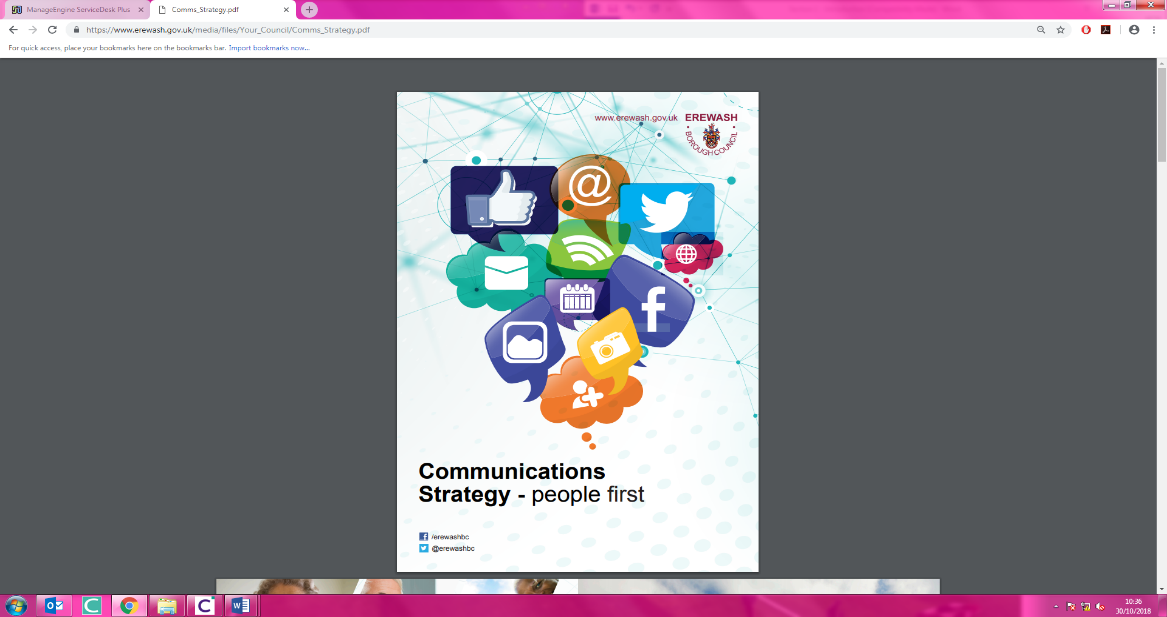 ManageEngine ServiceDesk Plus
Comms_Strategy.pdf
https://www.erewash.gov.uk/media/files/Your_Council/Comms_Strategy.pdf
For quick access, place your bookmarks here on the bookmarks bar. Import bookmarks now...
www.erewash.gov.uk
EREWASH
BOROUGH COUNCIL
@
f
Communications
Strategy - people first
/erewashbc
@erewashbc
10:36
30/10/2018